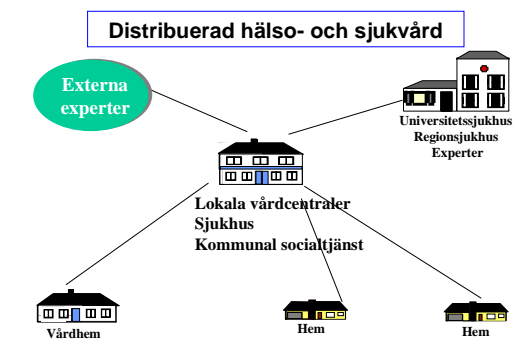 Distribuerad hälso- och sjukvård
Externa
experter
Universitetssjukhus
Regionsjukhus
Experter
Lokala vårdcentraler
Sjukhus
Kommunal socialtjänst
Vårdhem
Hem
Hem